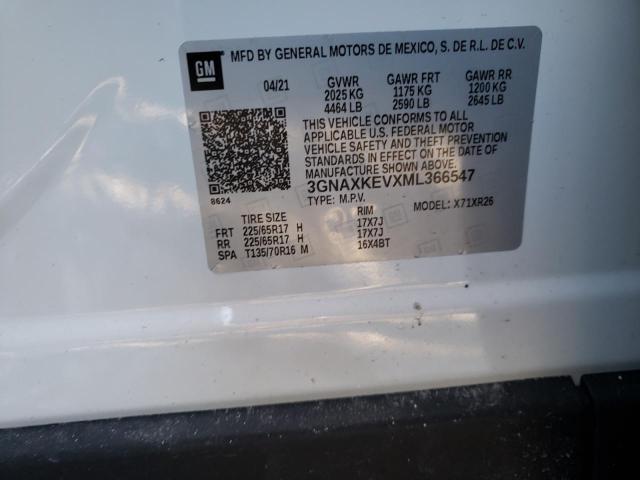 GM MFD BY GENERAL MOTORS DE MEXICO, S. DE R.L. DE C.V.
04/21 GVWR GAWR FRT GAWR RR
2025 KG 1175 KG 1200 KG
4464 LB 2590 LB 2645 LB
THIS VEHICLE CONFORMS TO ALL
APPLICABLE U.S. FEDERAL MOTOR
VEHICLE SAFETY AND THEFT PREVENTION
STANDARDS IN EFFECT ON THE DATE OF
MANUFACTURE SHOWN ABOVE.
8624 3GNAXKEVXML366547
TYPE: M.P.V. MODEL: X71XR26
TIRE SIZE RIM
FRT 225/65R17 H 17X7J
RR 225/65R17 H 17X7J
SPA T135/70R16 M 16X4BT